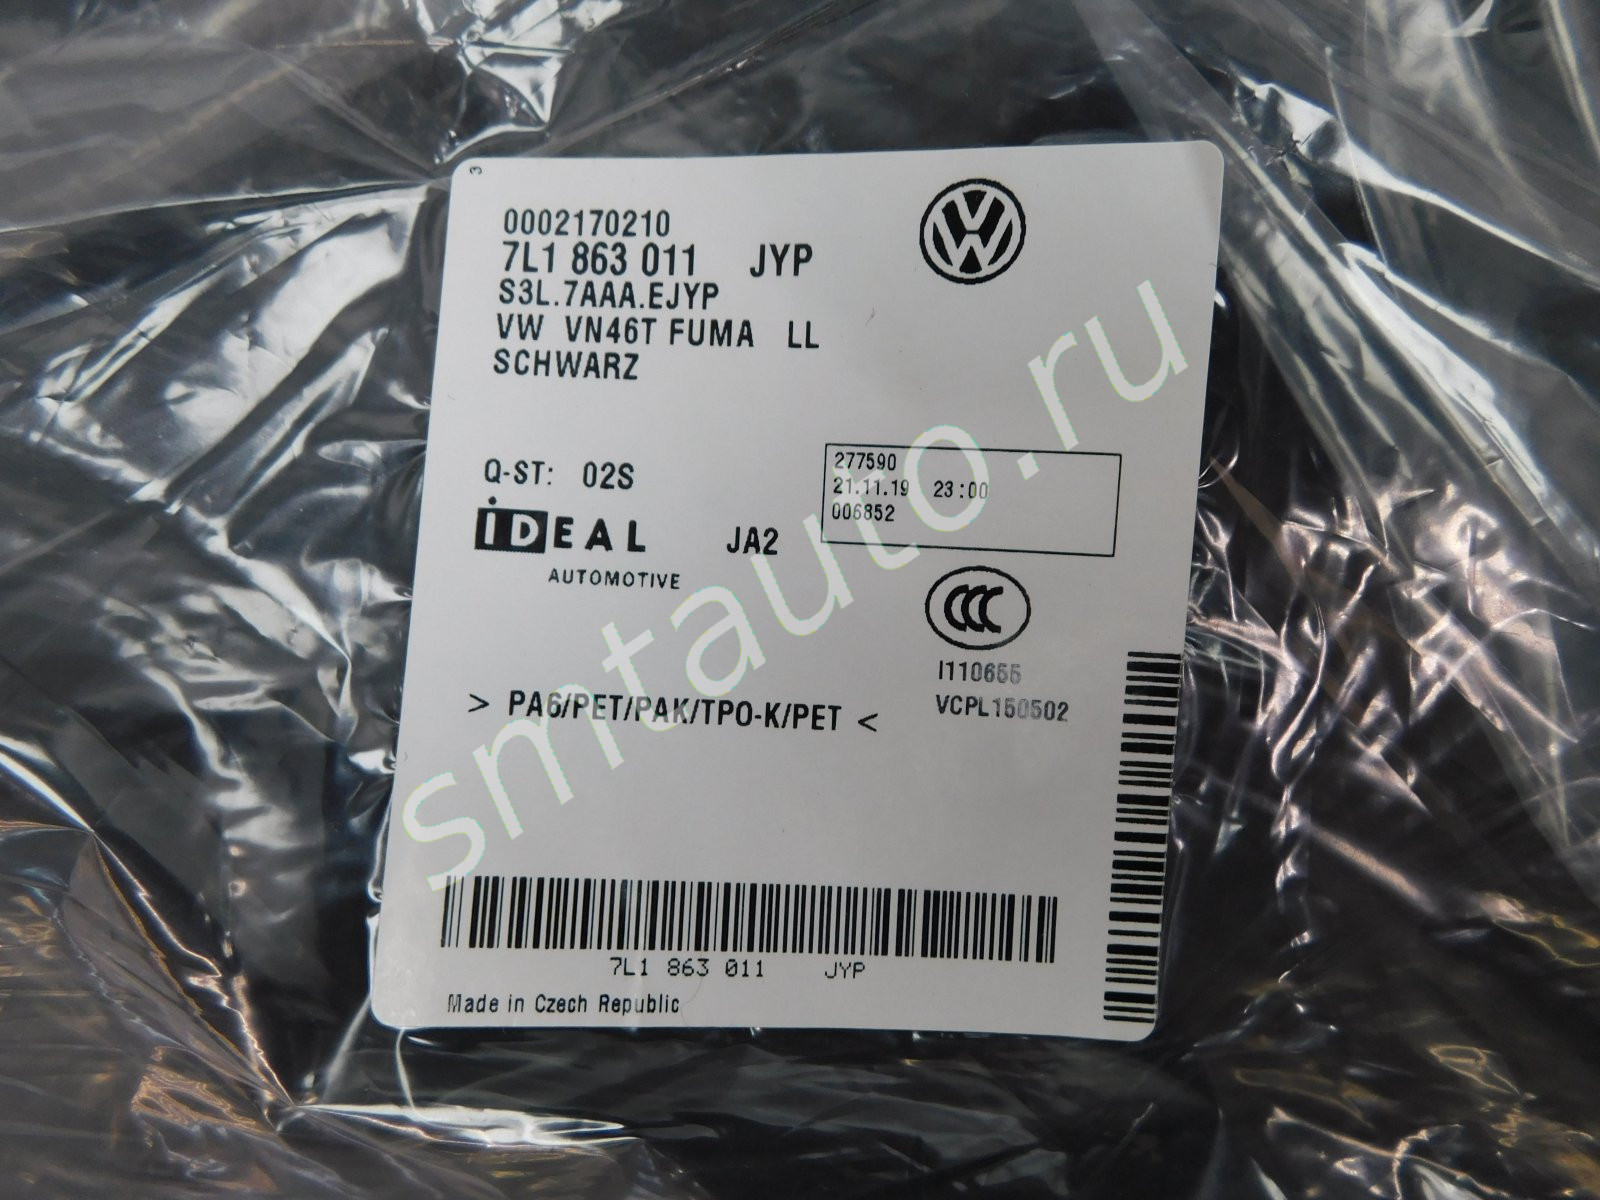 3
0002170210
7L1 863 011 JYP
S3L.7AAA.EJYP
VW VN46T FUMA LL
SCHWARZ
Q-ST: 02S
iDEAL
AUTOMOTIVE
JA2
277590
21.11.19 23:00
006852
CCC
I110655
VCPL150502
> PA6/PET/PAK/TPO-K/PET <
7L1 863 011 JYP
Made in Czech Republic
smtauto.ru